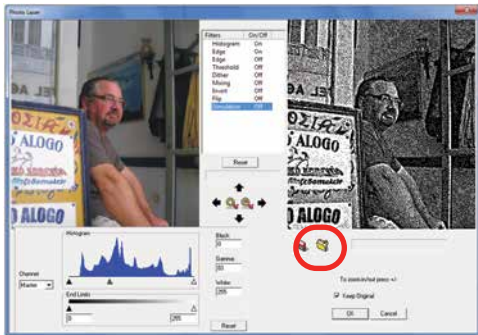 Photo Laser
Filters On/Off
Histogram On
Edge On
Edge Off
Threshold Off
Dither Off
Mixing Off
Invert Off
Flip Off
Simulation Off
Reset
ALOGO
ALOGO
ALOGO
ALOGO
Histogram
Channel
Master
End Limits
0 255
Black
0
Gamma
White
255
Reset
To zoom in/out press +/-
Keep Original
OK Cancel